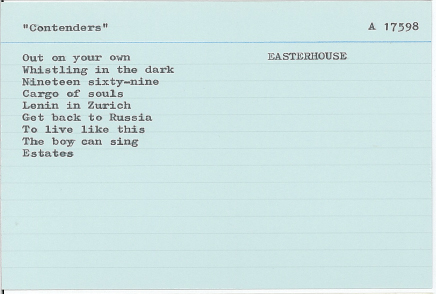 "Contenders" A 17598
Out on your own EASTERHOUSE
Whistling in the dark
Nineteen sixty-nine
Cargo of souls
Lenin in Zurich
Get back to Russia
To live like this
The boy can sing
Estates